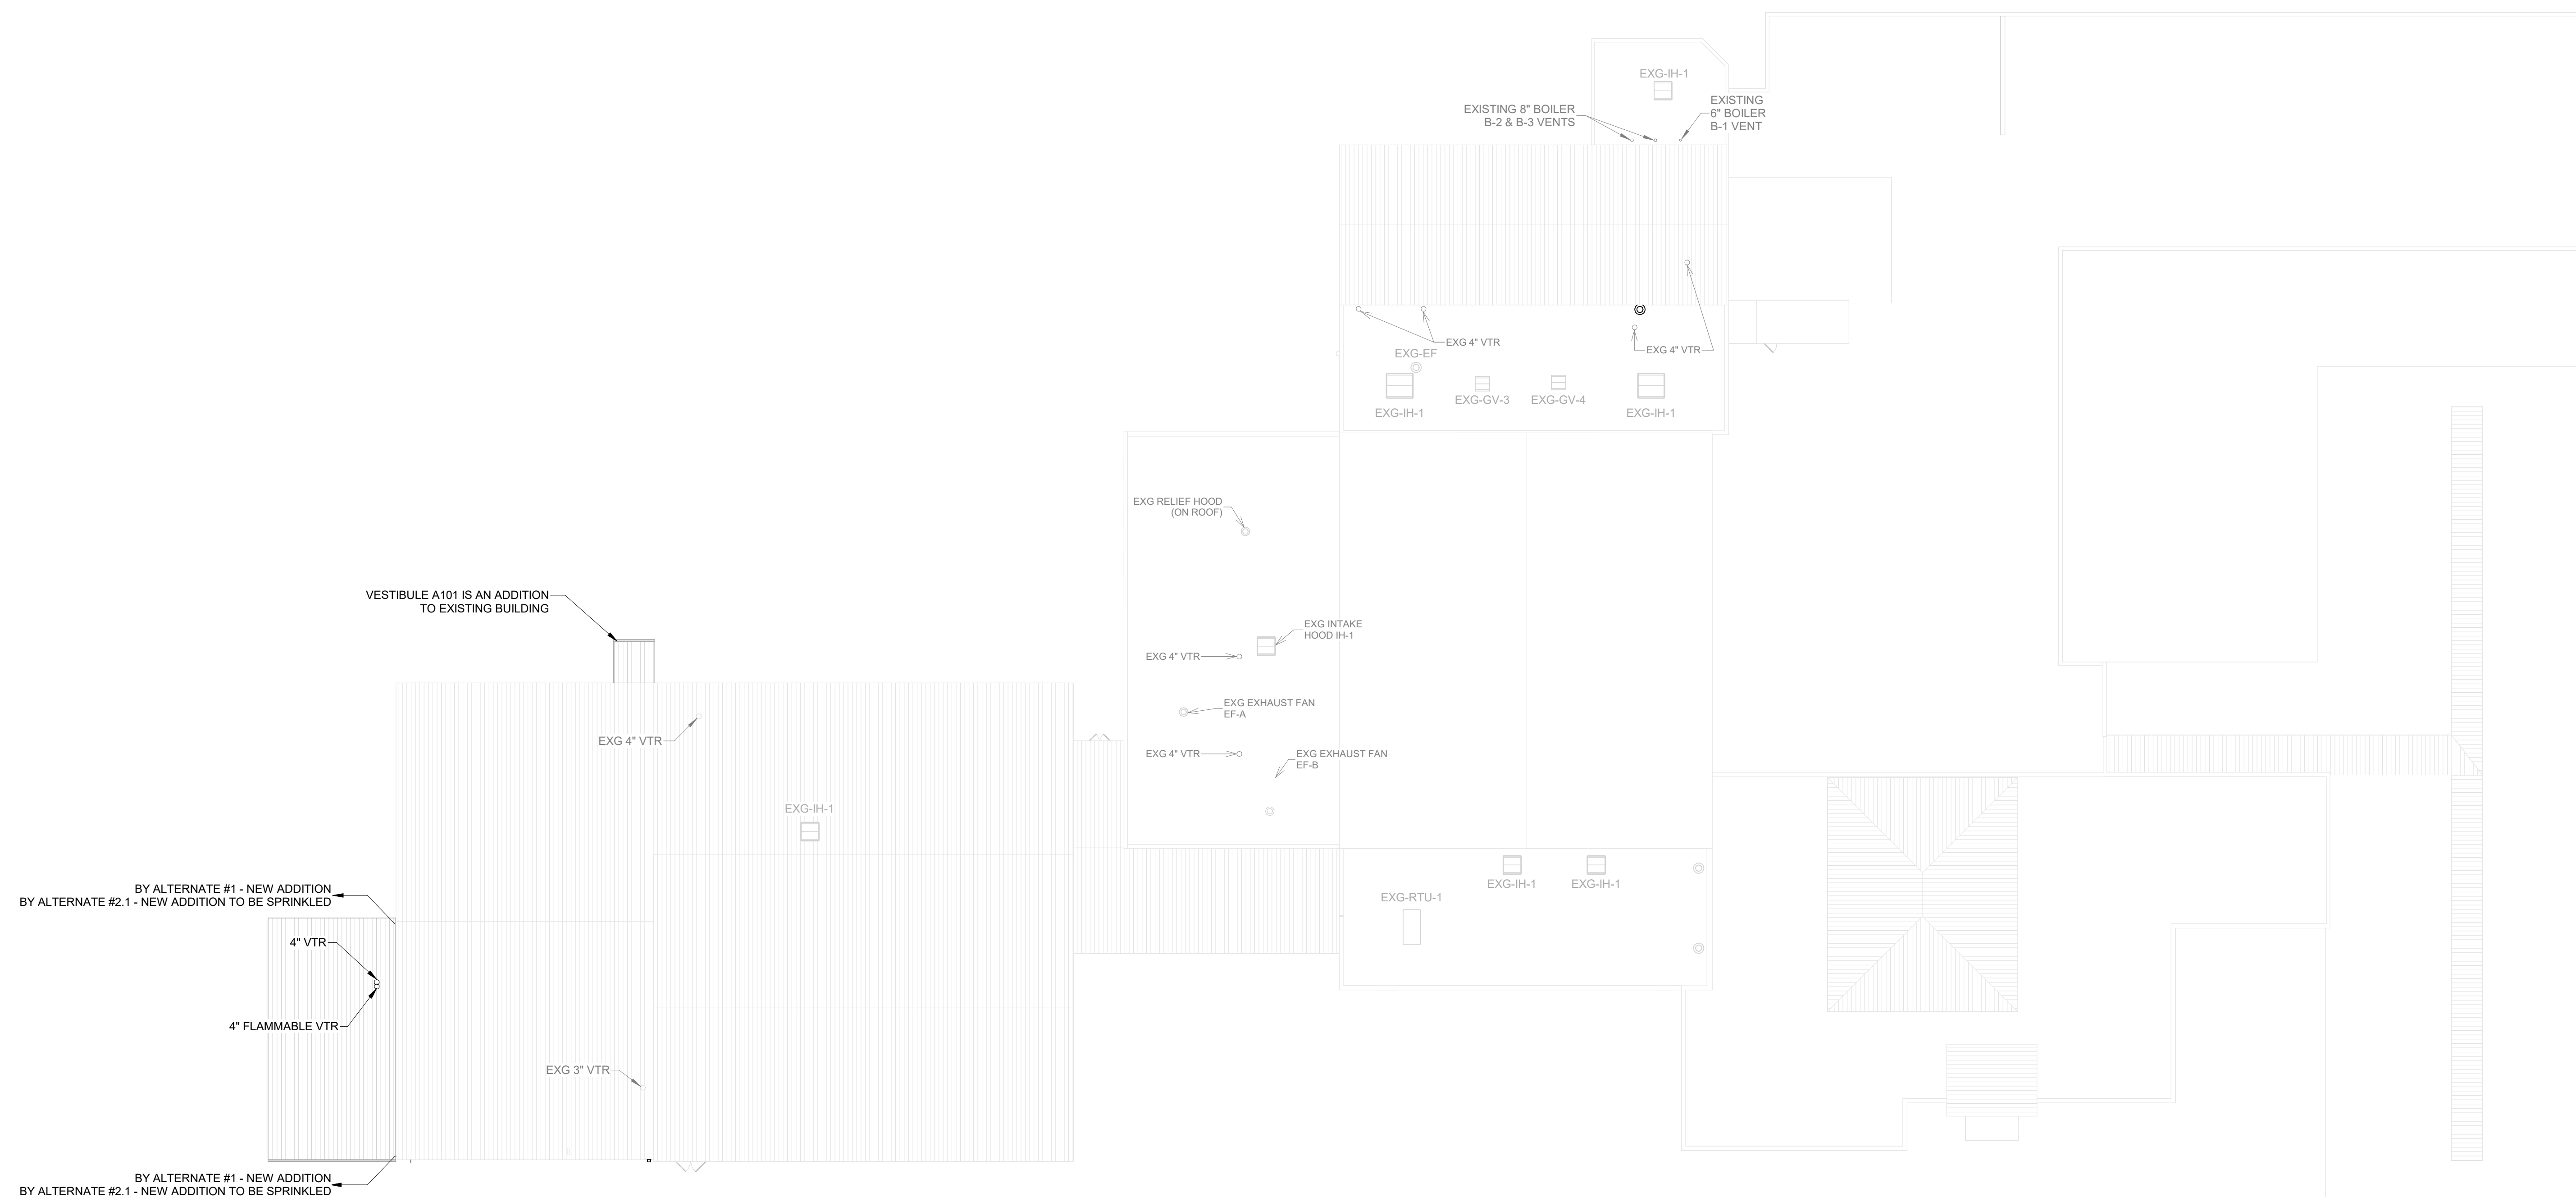 EXG-IH-1
EXISTING 8" BOILER
B-2 & B-3 VENTS
EXISTING
6" BOILER
B-1 VENT
EXG 4" VTR
EXG 4" VTR
EXG-EF
EXG-GV-3
EXG-GV-4
EXG-IH-1
EXG-IH-1
EXG RELIEF HOOD
(ON ROOF)
VESTIBULE A101 IS AN ADDITION
TO EXISTING BUILDING
EXG INTAKE
HOOD IH-1
EXG 4" VTR
EXG EXHAUST FAN
EF-A
EXG 4" VTR
EXG 4" VTR
EXG EXHAUST FAN
EF-B
EXG-IH-1
EXG-IH-1
EXG-IH-1
EXG-RTU-1
BY ALTERNATE #1 - NEW ADDITION
BY ALTERNATE #2.1 - NEW ADDITION TO BE SPRINKLED
4" VTR
4" FLAMMABLE VTR
EXG 3" VTR
BY ALTERNATE #1 - NEW ADDITION
BY ALTERNATE #2.1 - NEW ADDITION TO BE SPRINKLED